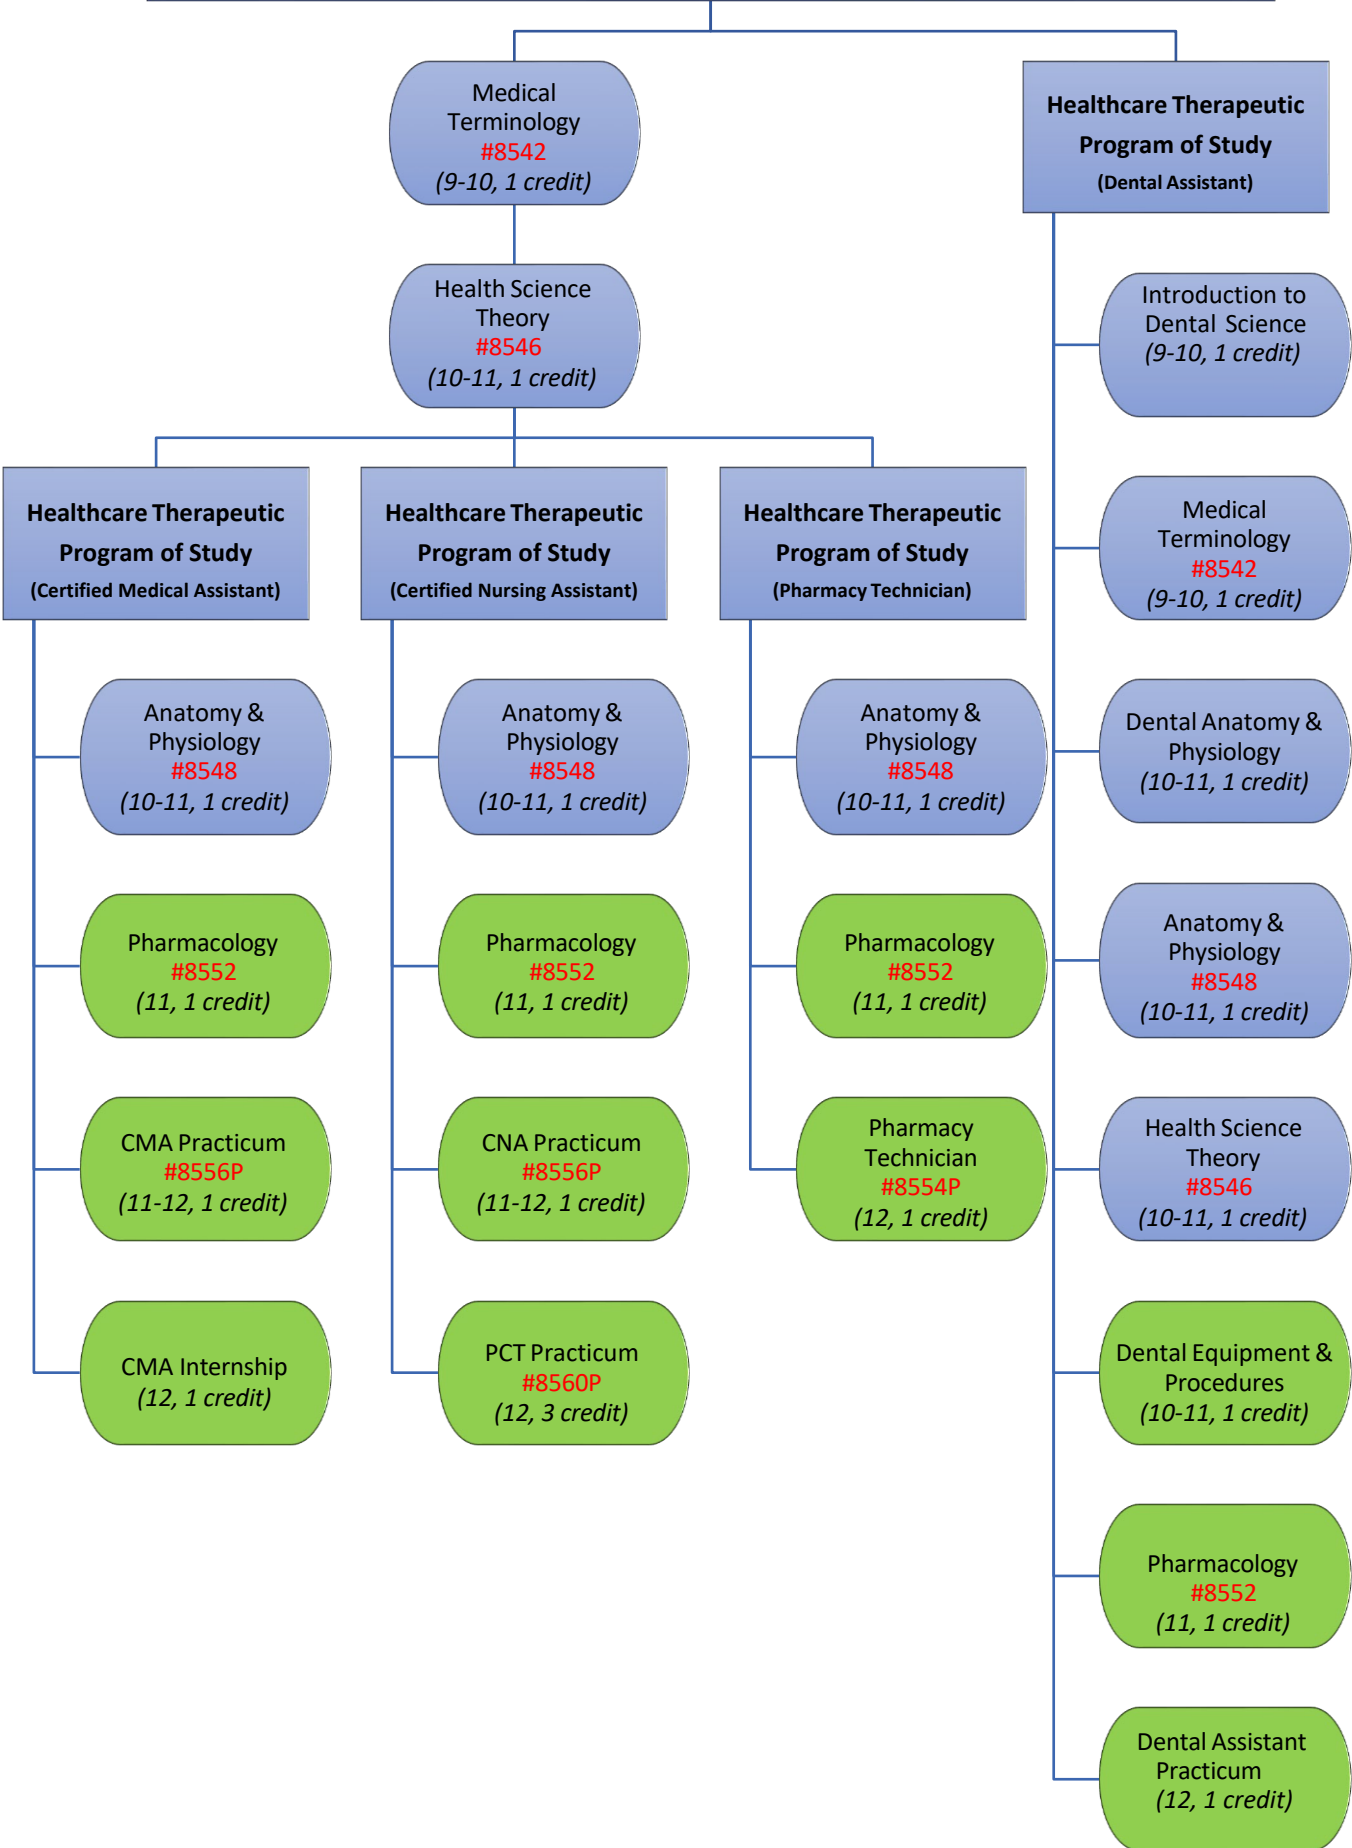 Medical
Terminology
#8542
(9-10, 1 credit)
Health Science
Theory
#8546
(10-11, 1 credit)
Healthcare Therapeutic
Program of Study
(Certified Medical Assistant)
Anatomy &
Physiology
#8548
(10-11, 1 credit)
Pharmacology
#8552
(11, 1 credit)
CMA Practicum
#8556P
(11-12, 1 credit)
CMA Internship
(12, 1 credit)
Healthcare Therapeutic
Program of Study
(Certified Nursing Assistant)
Anatomy &
Physiology
#8548
(10-11, 1 credit)
Pharmacology
#8552
(11, 1 credit)
CNA Practicum
#8556P
(11-12, 1 credit)
PCT Practicum
#8560P
(12, 3 credit)
Healthcare Therapeutic
Program of Study
(Pharmacy Technician)
Anatomy &
Physiology
#8548
(10-11, 1 credit)
Pharmacology
#8552
(11, 1 credit)
Pharmacy
Technician
#8554P
(12, 1 credit)
Healthcare Therapeutic
Program of Study
(Dental Assistant)
Introduction to
Dental Science
(9-10, 1 credit)
Medical
Terminology
#8542
(9-10, 1 credit)
Dental Anatomy &
Physiology
(10-11, 1 credit)
Anatomy &
Physiology
#8548
(10-11, 1 credit)
Health Science
Theory
#8546
(10-11, 1 credit)
Dental Equipment &
Procedures
(10-11, 1 credit)
Pharmacology
#8552
(11, 1 credit)
Dental Assistant
Practicum
(12, 1 credit)